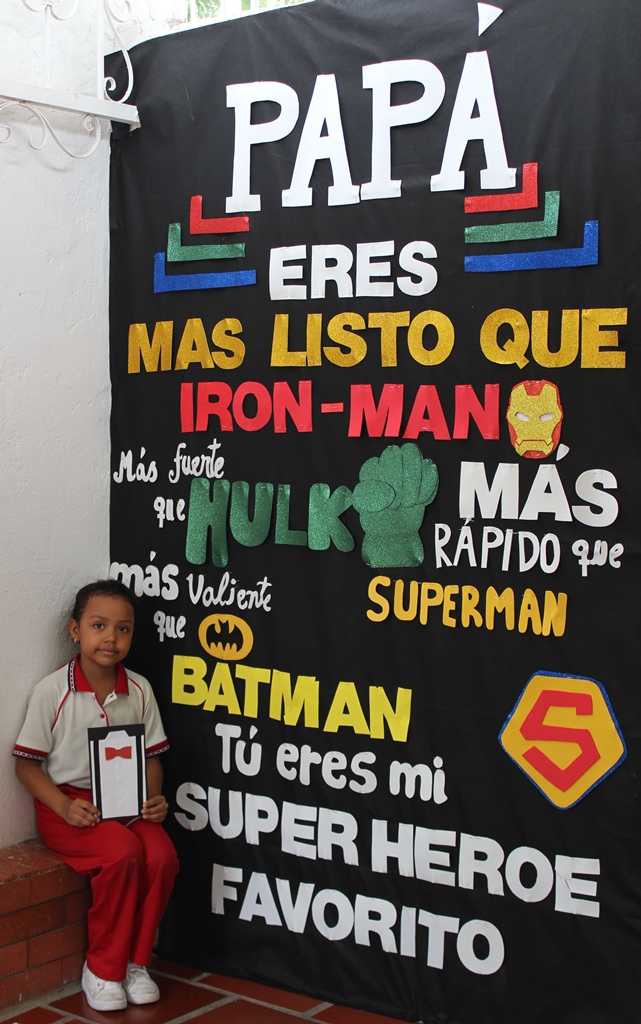 PAPÁ
ERES
MAS LISTO QUE
IRON-MAN
Más fuerte
que
HULK
MÁS
RÁPIDO que
SUPERMAN
más valiente
que
BATMAN
S
Tú eres mi
SUPER HEROE
FAVORITO